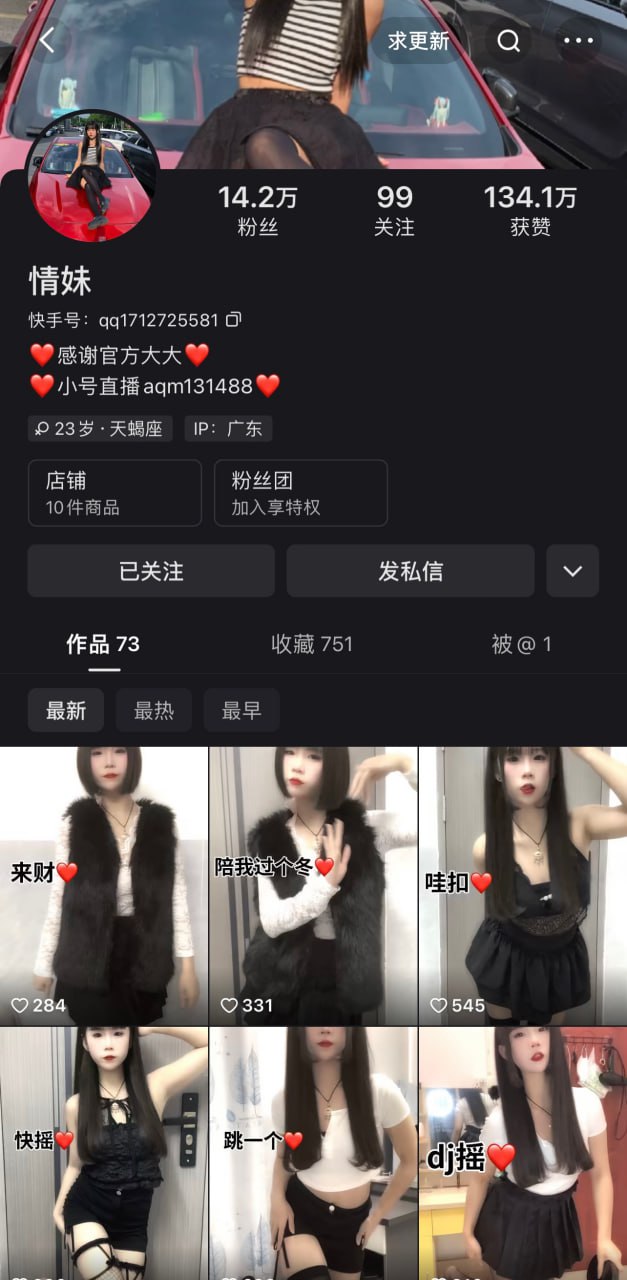 求更新
14.2万
99
134.1万
粉丝
关注
获赞
情妹
快手号：qq1712725581
❤️感谢官方大大❤️
❤️小号直播aqm131488❤️
23岁·天蝎座
IP：广东
店铺
10件商品
粉丝团
加入享特权
已关注
发私信
作品 73
收藏 751
被@ 1
最新
最热
最早
来财❤️
陪我过个冬❤️
哇扣❤️
284
331
545
快摇❤️
跳一个❤️
dj摇❤️